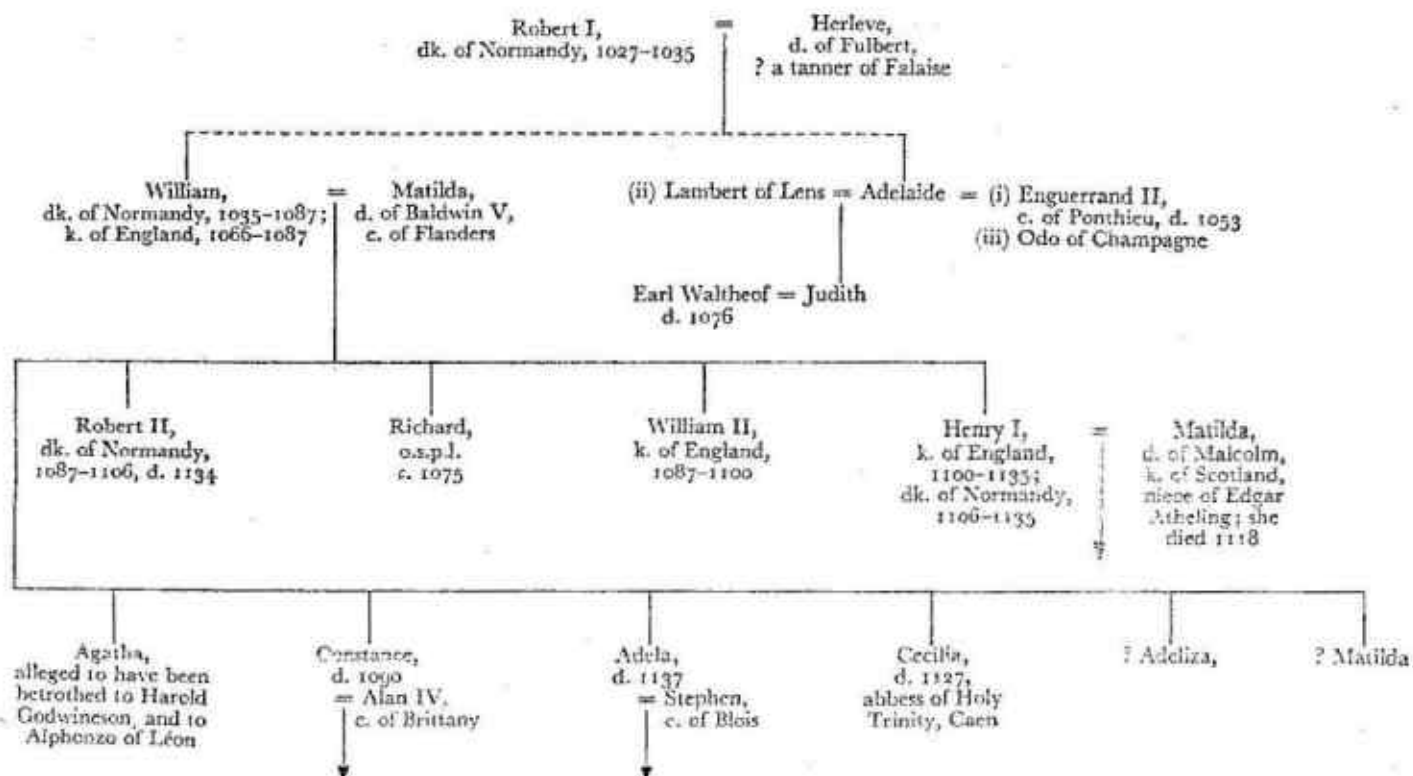 Robert I,
dk. of Normandy, 1027–1035
=
Herleve,
d. of Fulbert,
? a tanner of Falaise
William,
dk. of Normandy, 1035–1087;
k. of England, 1066–1087
=
Matilda,
d. of Baldwin V,
c. of Flanders
(ii) Lambert of Lens = Adelaide = (i) Enguerrand II,
c. of Ponthieu, d. 1053
(iii) Odo of Champagne
Earl Waltheof = Judith
d. 1076
Robert II,
dk. of Normandy,
1087–1106, d. 1134
Richard,
o.s.p.l.
c. 1075
William II,
k. of England,
1087–1100
Henry I,
k. of England,
1100–1135;
dk. of Normandy,
1106–1135
=
Matilda,
d. of Malcolm,
k. of Scotland,
niece of Edgar
Atheling; she
died 1118
Agatha,
alleged to have been
betrothed to Harold
Godwineson, and to
Alphonzo of Léon
Constance,
d. 1090
= Alan IV,
c. of Brittany
Adela,
d. 1137
= Stephen,
c. of Blois
Cecilia,
d. 1127,
abbess of Holy
Trinity, Caen
? Adeliza,
? Matilda